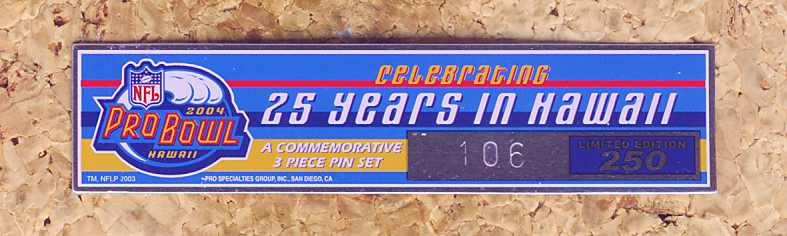 NFL
2004
PRO BOWL
HAWAII
CELEBRATING
25 YEARS IN HAWAII
A COMMEMORATIVE
3 PIECE PIN SET
106
LIMITED EDITION
250
TM, NFLP 2003
~PRO SPECIALTIES GROUP, INC., SAN DIEGO, CA